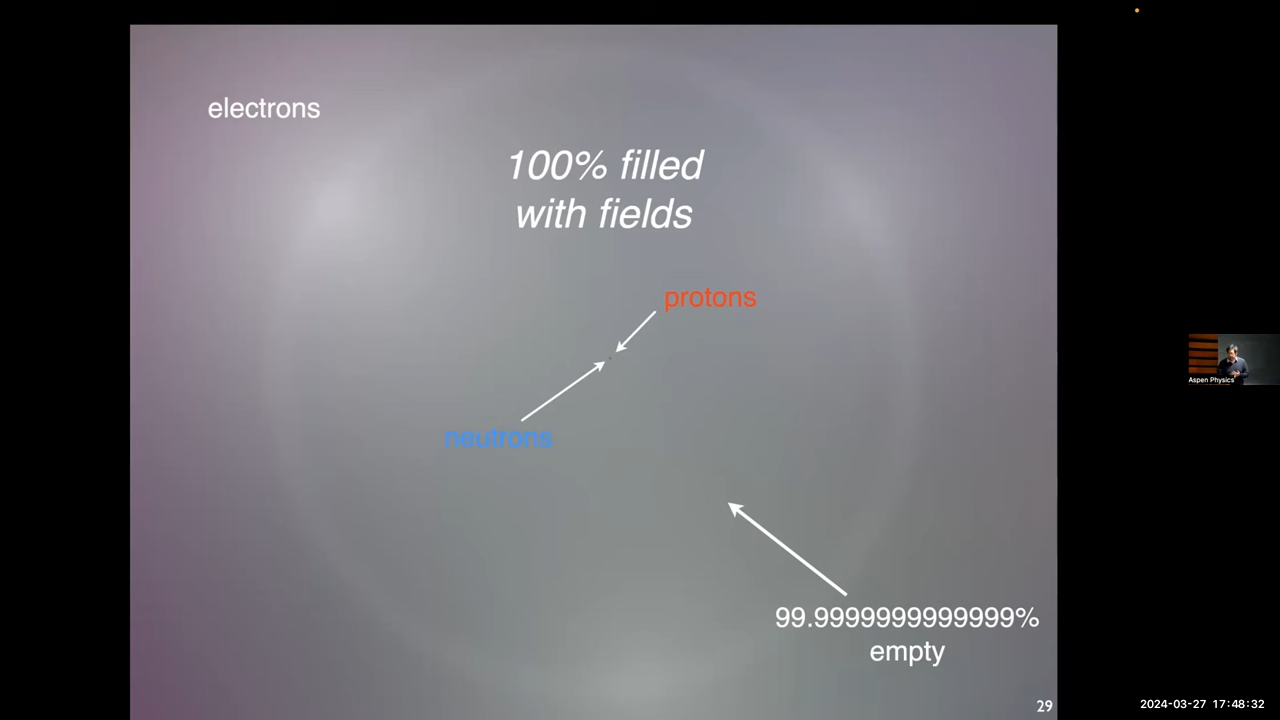 electrons
100% filled
with fields
protons
neutrons
99.9999999999999%
empty
29
Aspen Physics
2024-03-27 17:48:32